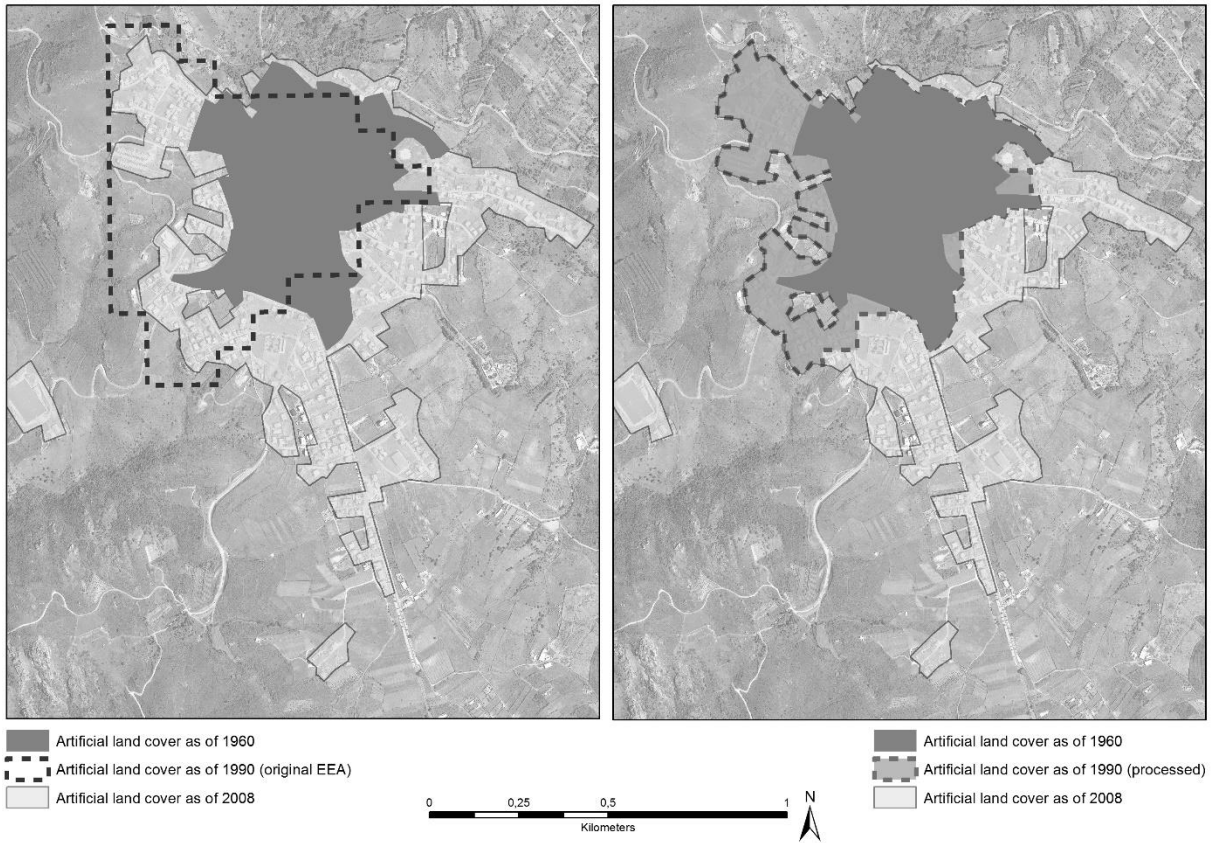 Artificial land cover as of 1960
Artificial land cover as of 1990 (original EEA)
Artificial land cover as of 2008
Artificial land cover as of 1960
Artificial land cover as of 1990 (processed)
Artificial land cover as of 2008
0 0,25 0,5 1
Kilometers
N